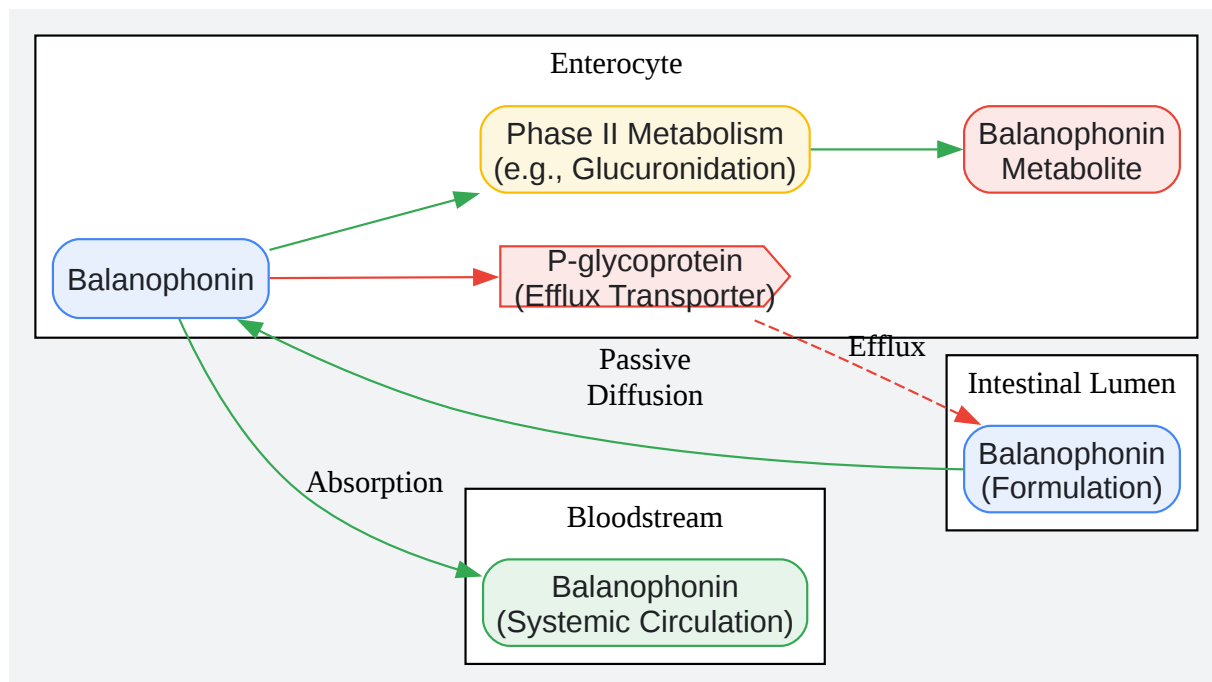 Enterocyte
Phase II Metabolism
(e.g., Glucuronidation)
Balanophonin
Metabolite
Balanophonin
P-glycoprotein
(Efflux Transporter)
Efflux
Passive
Diffusion
Intestinal Lumen
Balanophonin
(Formulation)
Absorption
Bloodstream
Balanophonin
(Systemic Circulation)